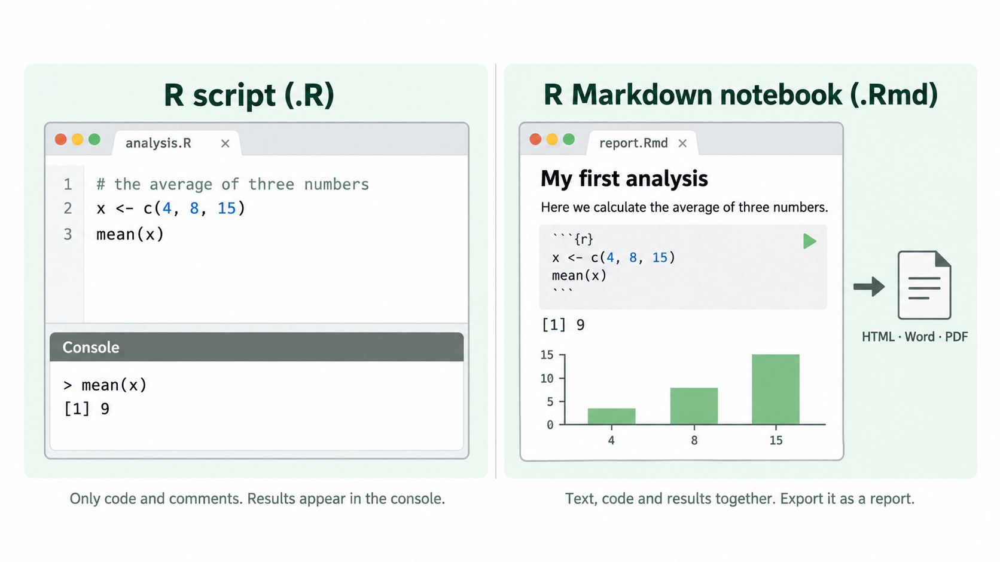 R script (.R)
analysis.R ×
1 # the average of three numbers
2 x <- c(4, 8, 15)
3 mean(x)
Console
> mean(x)
[1] 9
Only code and comments. Results appear in the console.
R Markdown notebook (.Rmd)
report.Rmd ×
My first analysis
Here we calculate the average of three numbers.
```{r}
x <- c(4, 8, 15)
mean(x)
```
[1] 9
15
10
5
0
4 8 15
HTML · Word · PDF
Text, code and results together. Export it as a report.